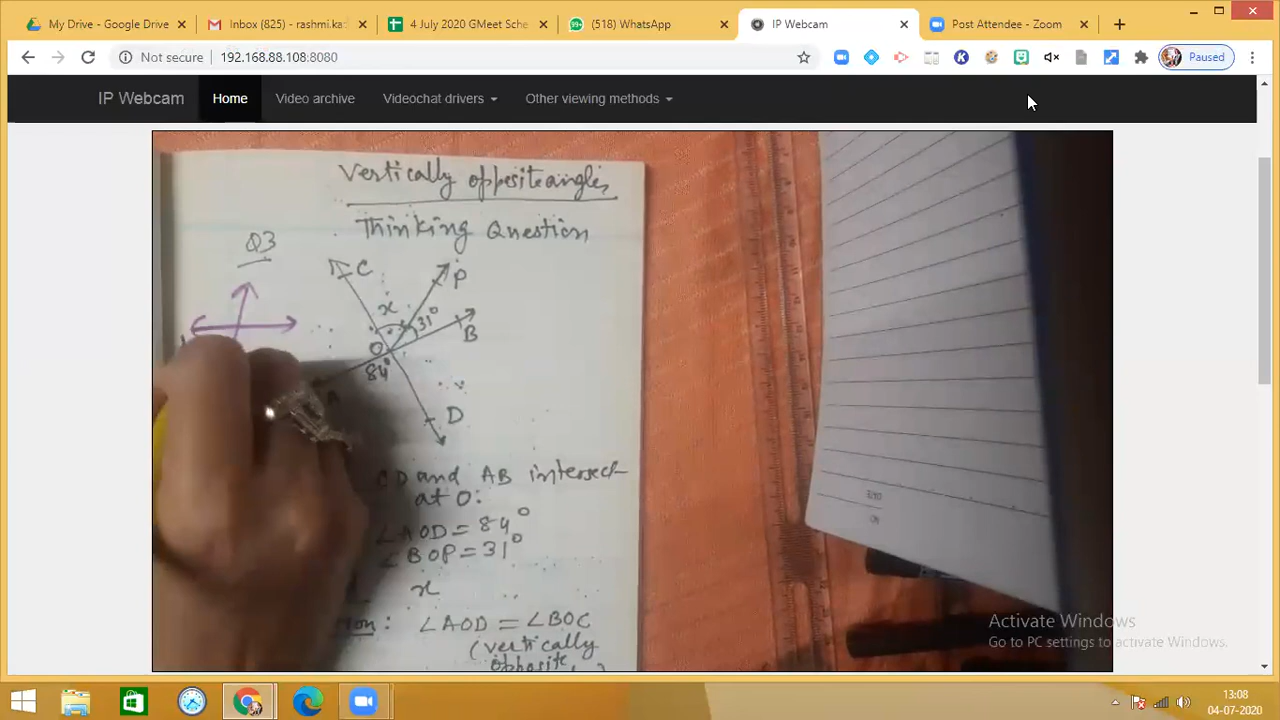 My Drive - Google Drive
Inbox (825) - rashmi.ka
4 July 2020 GMeet Sche
(518) WhatsApp
IP Webcam
Post Attendee - Zoom
Not secure
192.168.88.108:8080
Paused
IP Webcam
Home
Video archive
Videochat drivers
Other viewing methods
Vertically opposite angles
Thinking Question
Q3
C
P
x
31°
B
O
84°
A
D
CD and AB intersect
at O:
∠AOD = 84°
∠BOP = 31°
x
∠AOD = ∠BOC
(vertically
opposite
Activate Windows
Go to PC settings to activate Windows.
13:08
04-07-2020